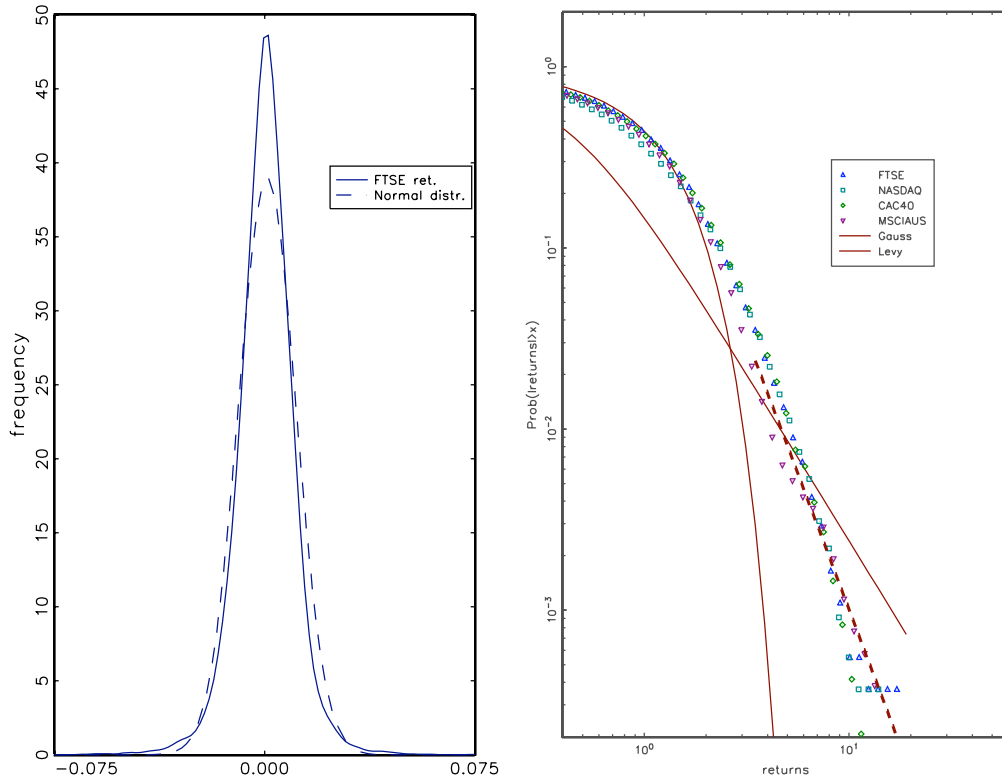 50
45
40
35
30
25
20
15
10
5
0
frequency
−0.075
0.000
0.075
FTSE ret.
Normal distr.
10⁰
10⁻¹
10⁻²
10⁻³
Prob(|returns|>x)
10⁰
10¹
returns
FTSE
NASDAQ
CAC40
MSCIAUS
Gauss
Levy